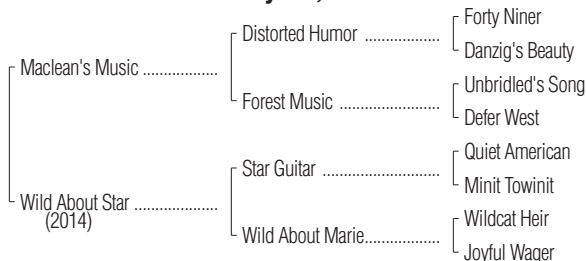 Forty Niner
Distorted Humor ..................
Danzig's Beauty
Maclean's Music ..................
Unbridled's Song
Forest Music ........................
Defer West
Quiet American
Star Guitar ............................
Minit Towinit
Wild About Star ....................
(2014)
Wildcat Heir
Wild About Marie..................
Joyful Wager